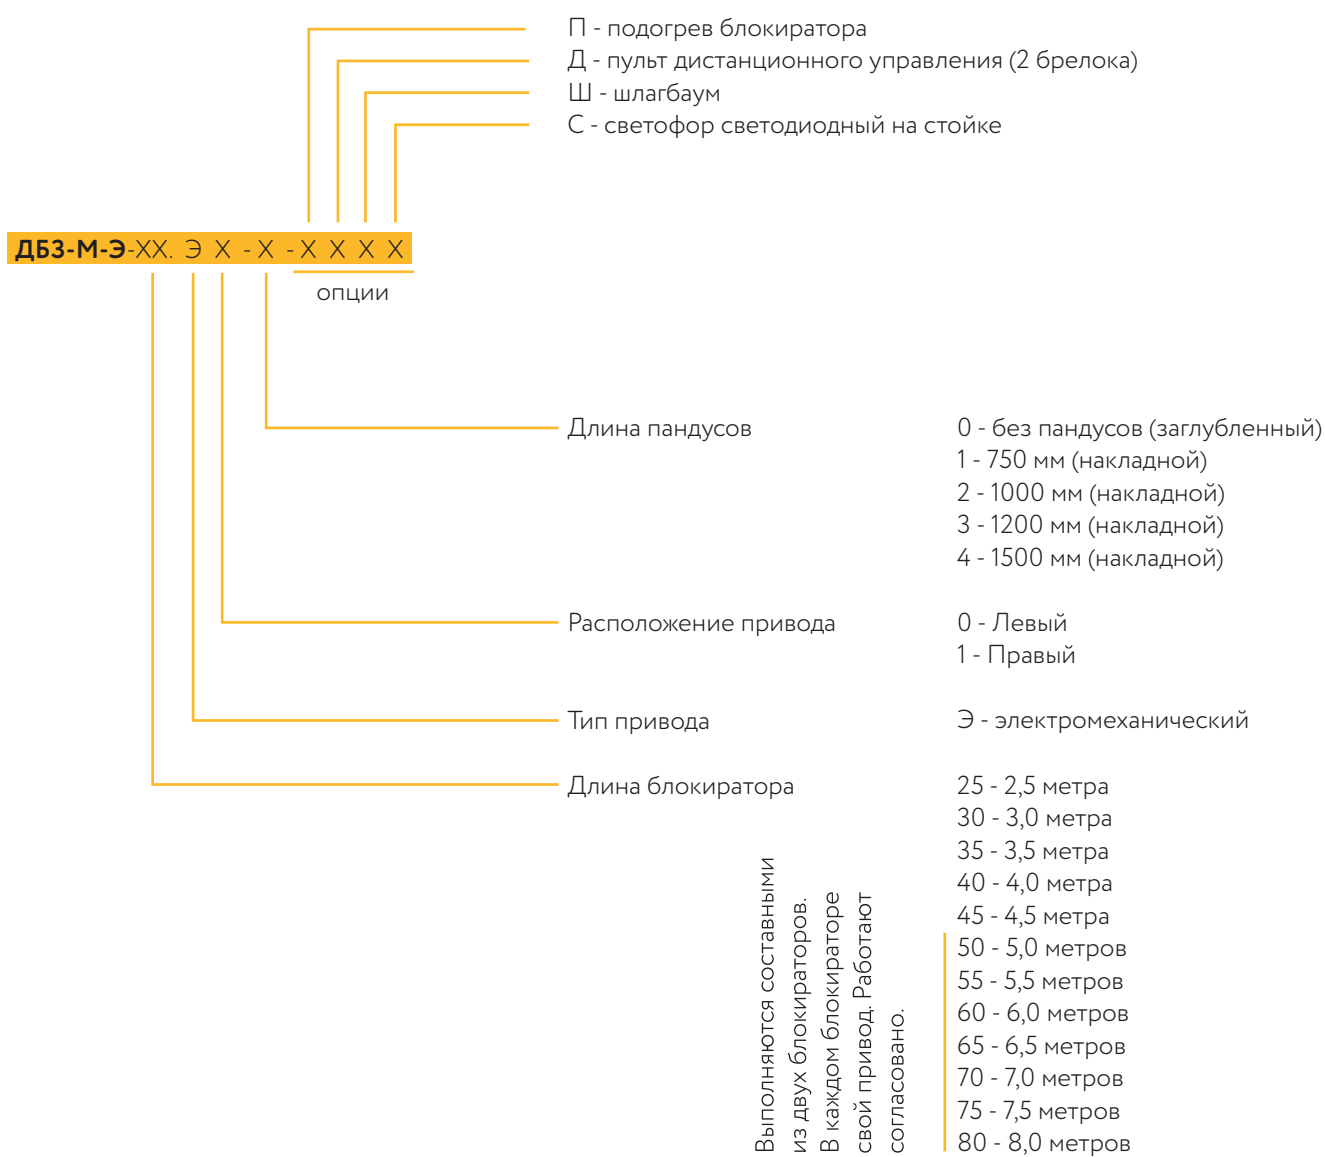 П - подогрев блокиратора
Д - пульт дистанционного управления (2 брелока)
Ш - шлагбаум
С - светофор светодиодный на стойке
ДБЗ-М-Э-ХХ. Э Х - Х - Х Х Х Х
опции
Длина пандусов
0 - без пандусов (заглубленный)
1 - 750 мм (накладной)
2 - 1000 мм (накладной)
3 - 1200 мм (накладной)
4 - 1500 мм (накладной)
Расположение привода
0 - Левый
1 - Правый
Тип привода
Э - электромеханический
Длина блокиратора
25 - 2,5 метра
30 - 3,0 метра
35 - 3,5 метра
40 - 4,0 метра
45 - 4,5 метра
50 - 5,0 метров
55 - 5,5 метров
60 - 6,0 метров
65 - 6,5 метров
70 - 7,0 метров
75 - 7,5 метров
80 - 8,0 метров
Выполняются составными
из двух блокираторов.
В каждом блокираторе
свой привод. Работают
согласовано.